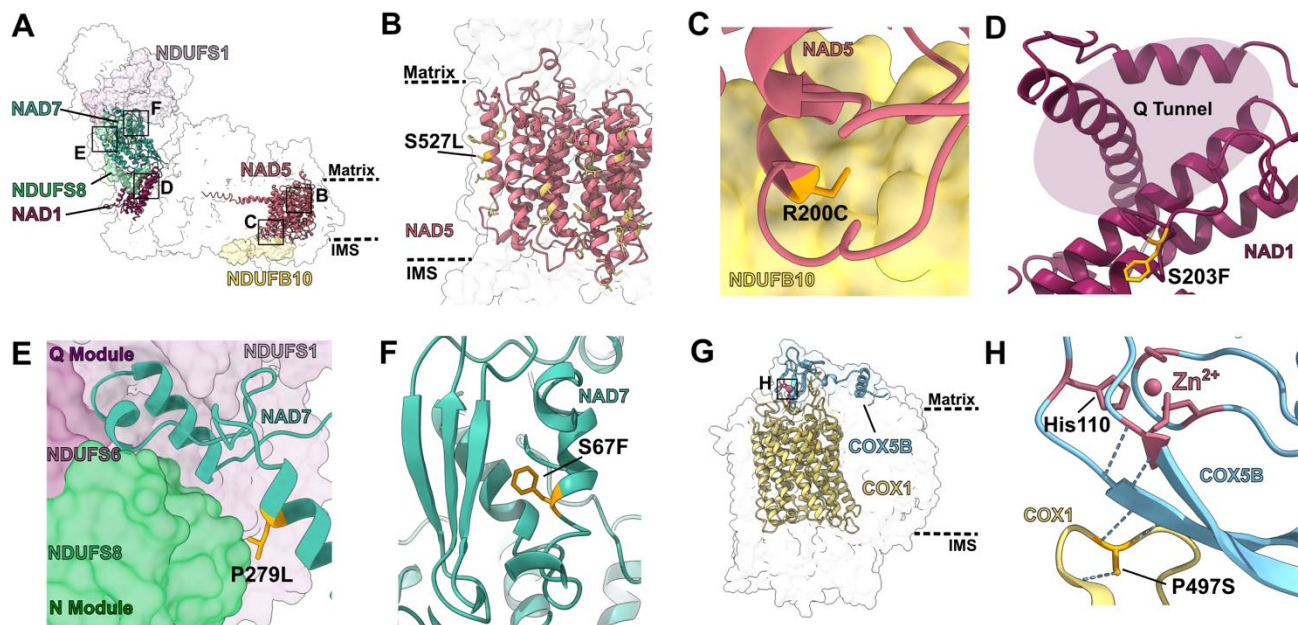 A
NDUFS1
NAD7
F
E
NDUFS8
D
NAD1
NAD5
Matrix
B
C
IMS
NDUFB10
B
Matrix
S527L
NAD5
IMS
C
NAD5
R200C
NDUFB10
D
Q Tunnel
NAD1
S203F
E
Q Module
NDUFS1
NAD7
NDUFS6
NDUFS8
P279L
N Module
F
NAD7
S67F
G
H
Matrix
COX5B
COX1
IMS
H
Zn²⁺
His110
COX5B
COX1
P497S